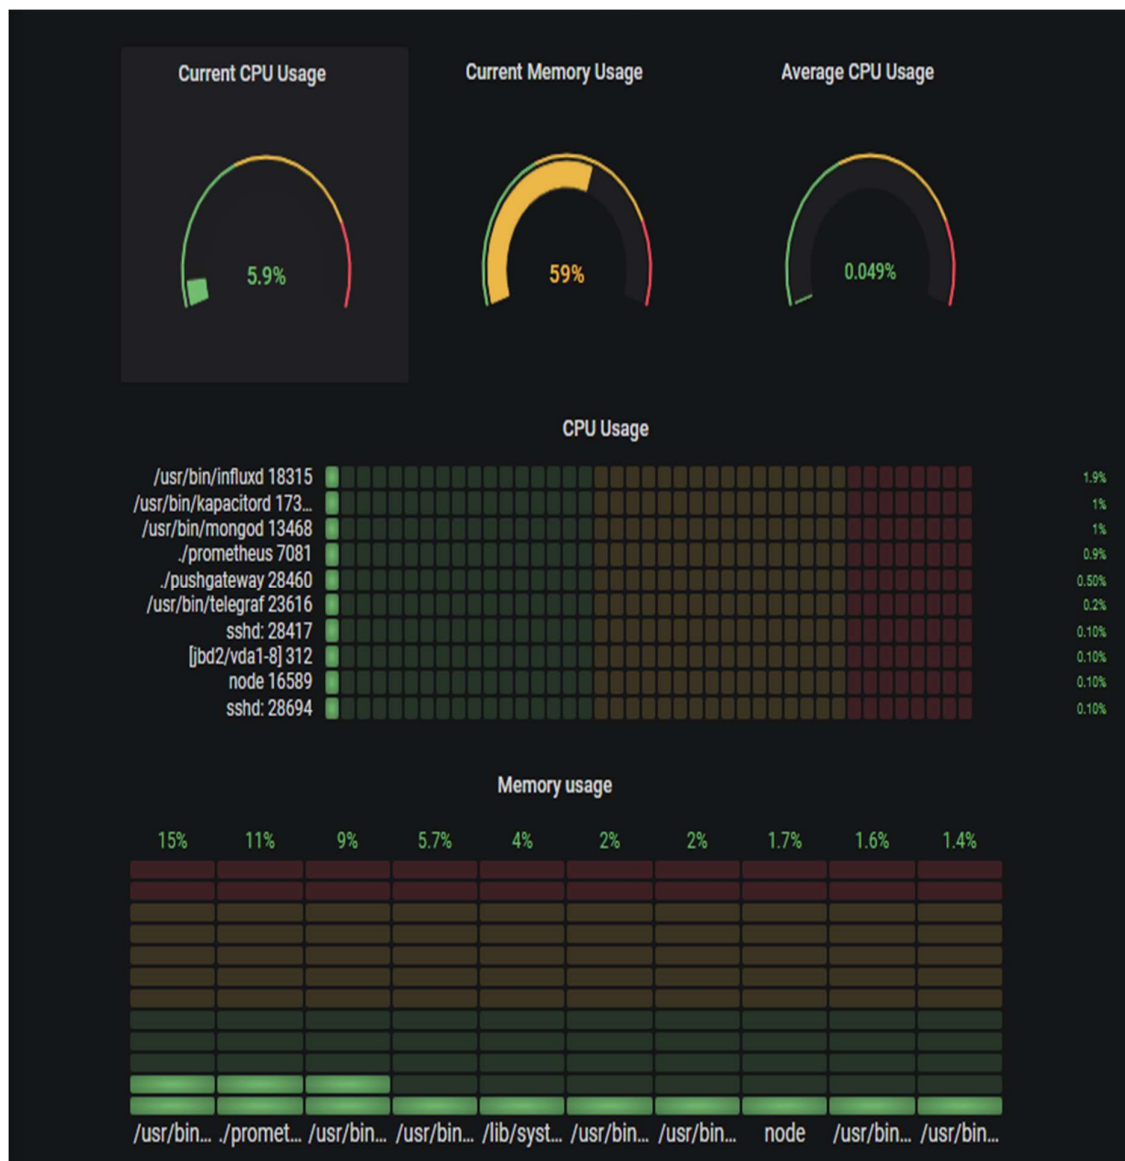 Current CPU Usage
Current Memory Usage
Average CPU Usage
5.9%
59%
0.049%
CPU Usage
/usr/bin/influxd 18315 1.9%
/usr/bin/kapacitord 173... 1%
/usr/bin/mongod 13468 1%
./prometheus 7081 0.9%
./pushgateway 28460 0.50%
/usr/bin/telegraf 23616 0.2%
sshd: 28417 0.10%
[jbd2/vda1-8] 312 0.10%
node 16589 0.10%
sshd: 28694 0.10%
Memory usage
15% 11% 9% 5.7% 4% 2% 2% 1.7% 1.6% 1.4%
/usr/bin... ./promet... /usr/bin... /usr/bin... /lib/syst... /usr/bin... /usr/bin... node /usr/bin... /usr/bin...